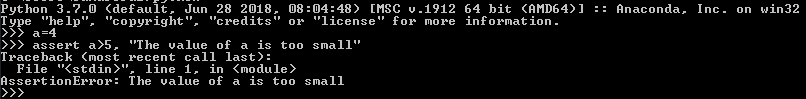 Python 3.7.0 (default, Jun 28 2018, 08:04:48) [MSC v.1912 64 bit (AMD64)] :: Anaconda, Inc. on win32
Type "help", "copyright", "credits" or "license" for more information.
>>> a=4
>>> assert a>5, "The value of a is too small"
Traceback (most recent call last):
  File "<stdin>", line 1, in <module>
AssertionError: The value of a is too small
>>>